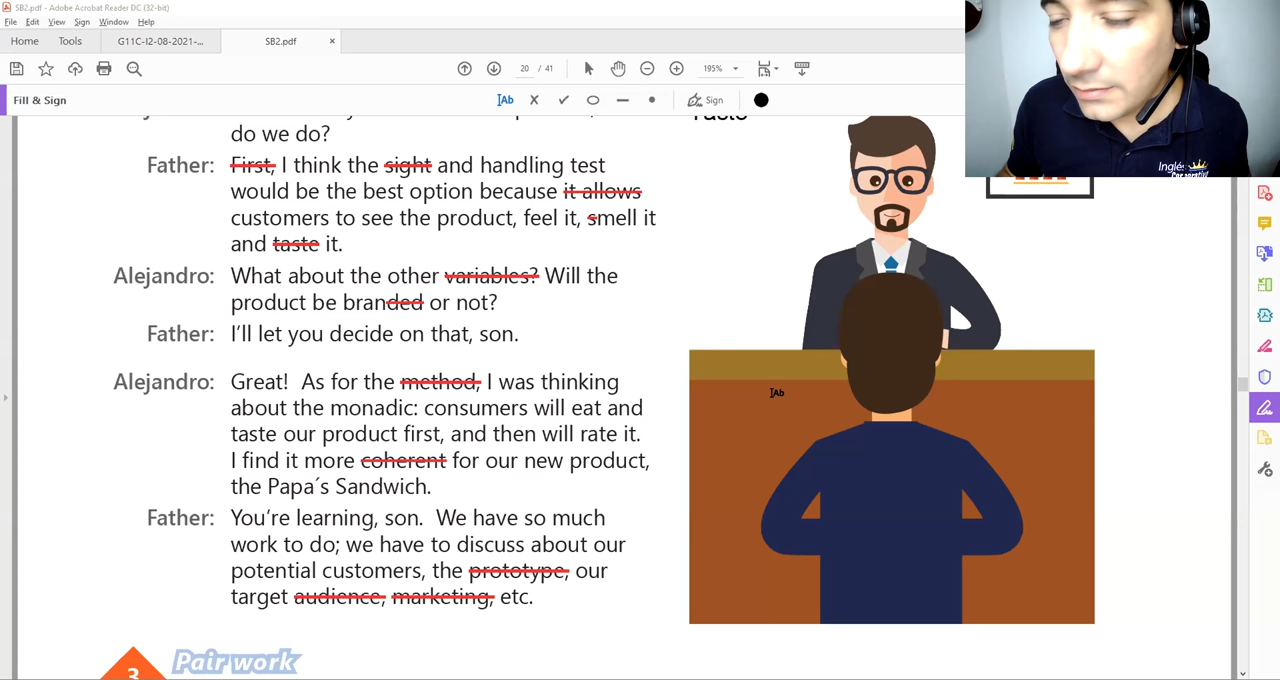 SB2.pdf - Adobe Acrobat Reader DC (32-bit)
File Edit View Sign Window Help
Home Tools G11C-I2-08-2021-... SB2.pdf ×
20 / 41 195%
Fill & Sign
Ab Sign
do we do?
Father: First, I think the sight and handling test
would be the best option because it allows
customers to see the product, feel it, smell it
and taste it.
Alejandro: What about the other variables? Will the
product be branded or not?
Father: I'll let you decide on that, son.
Alejandro: Great! As for the method, I was thinking
about the monadic: consumers will eat and
taste our product first, and then will rate it.
I find it more coherent for our new product,
the Papa´s Sandwich.
Father: You're learning, son. We have so much
work to do; we have to discuss about our
potential customers, the prototype, our
target audience, marketing, etc.
Ab
3 Pair work
Inglés
Corporativo